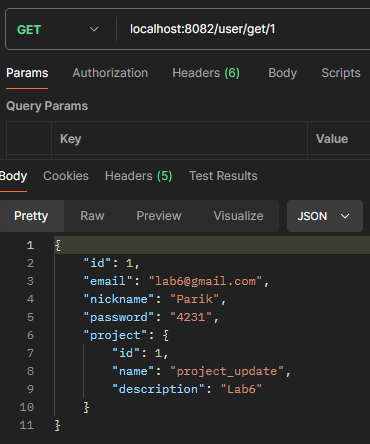 GET localhost:8082/user/get/1
Params Authorization Headers (6) Body Scripts
Query Params
Key Value
Body Cookies Headers (5) Test Results
Pretty Raw Preview Visualize JSON
1 {
2 "id": 1,
3 "email": "lab6@gmail.com",
4 "nickname": "Parik",
5 "password": "4231",
6 "project": {
7 "id": 1,
8 "name": "project_update",
9 "description": "Lab6"
10 }
11 }